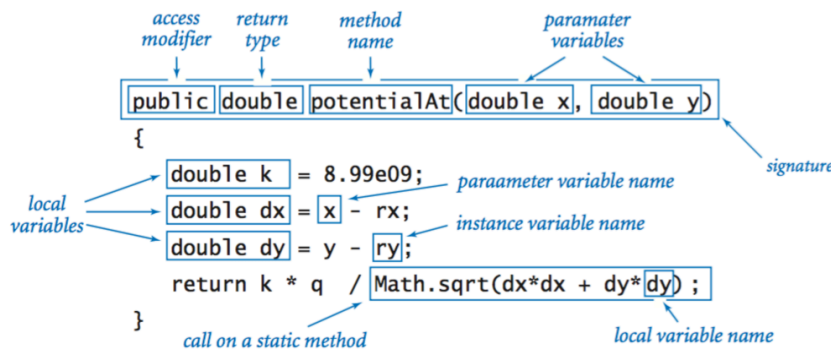 access modifier
return type
method name
paramater variables
public double potentialAt(double x, double y)
signature
{
double k = 8.99e09;
paraameter variable name
local variables
double dx = x - rx;
instance variable name
double dy = y - ry;
return k * q / Math.sqrt(dx*dx + dy*dy) ;
}
call on a static method
local variable name